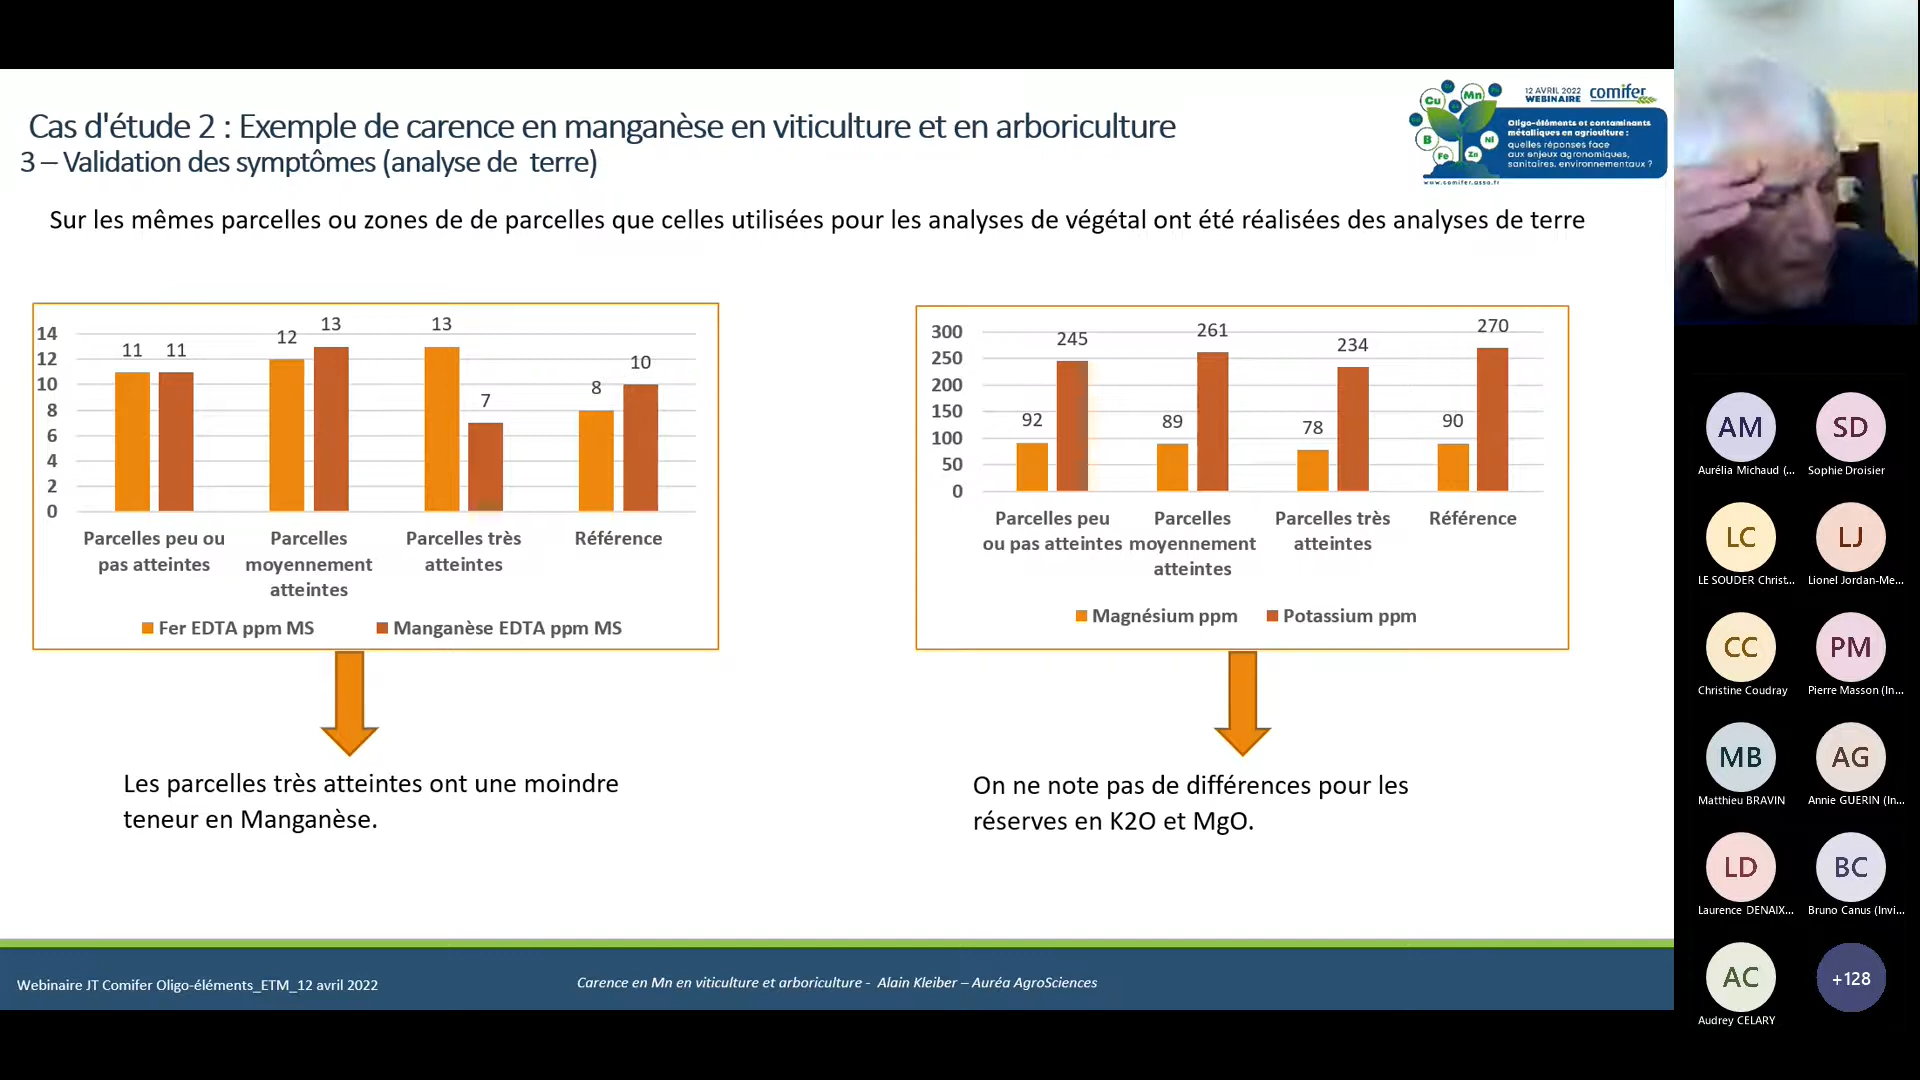 Cas d'étude 2 : Exemple de carence en manganèse en viticulture et en arboriculture
3 – Validation des symptômes (analyse de terre)
12 AVRIL 2022
WEBINAIRE
comifer
Cu
Mn
B
Ni
Fe
Zn
Oligo-éléments et contaminants
métalliques en agriculture :
quelles réponses face
aux enjeux agronomiques,
sanitaires, environnementaux ?
www.comifer.asso.fr
Sur les mêmes parcelles ou zones de de parcelles que celles utilisées pour les analyses de végétal ont été réalisées des analyses de terre
14
12
10
8
6
4
2
0
11
11
12
13
13
7
8
10
Parcelles peu ou
pas atteintes
Parcelles
moyennement
atteintes
Parcelles très
atteintes
Référence
Fer EDTA ppm MS
Manganèse EDTA ppm MS
300
250
200
150
100
50
0
92
245
89
261
78
234
90
270
Parcelles peu
ou pas atteintes
Parcelles
moyennement
atteintes
Parcelles très
atteintes
Référence
Magnésium ppm
Potassium ppm
Les parcelles très atteintes ont une moindre
teneur en Manganèse.
On ne note pas de différences pour les
réserves en K2O et MgO.
Webinaire JT Comifer Oligo-éléments_ETM_12 avril 2022
Carence en Mn en viticulture et arboriculture - Alain Kleiber – Auréa AgroSciences
AM
Aurélia Michaud (...
SD
Sophie Droisier
LC
LE SOUDER Christ...
LJ
Lionel Jordan-Me...
CC
Christine Coudray
PM
Pierre Masson (In...
MB
Matthieu BRAVIN
AG
Annie GUERIN (In...
LD
Laurence DENAIX...
BC
Bruno Canus (Invi...
AC
Audrey CELARY
+128